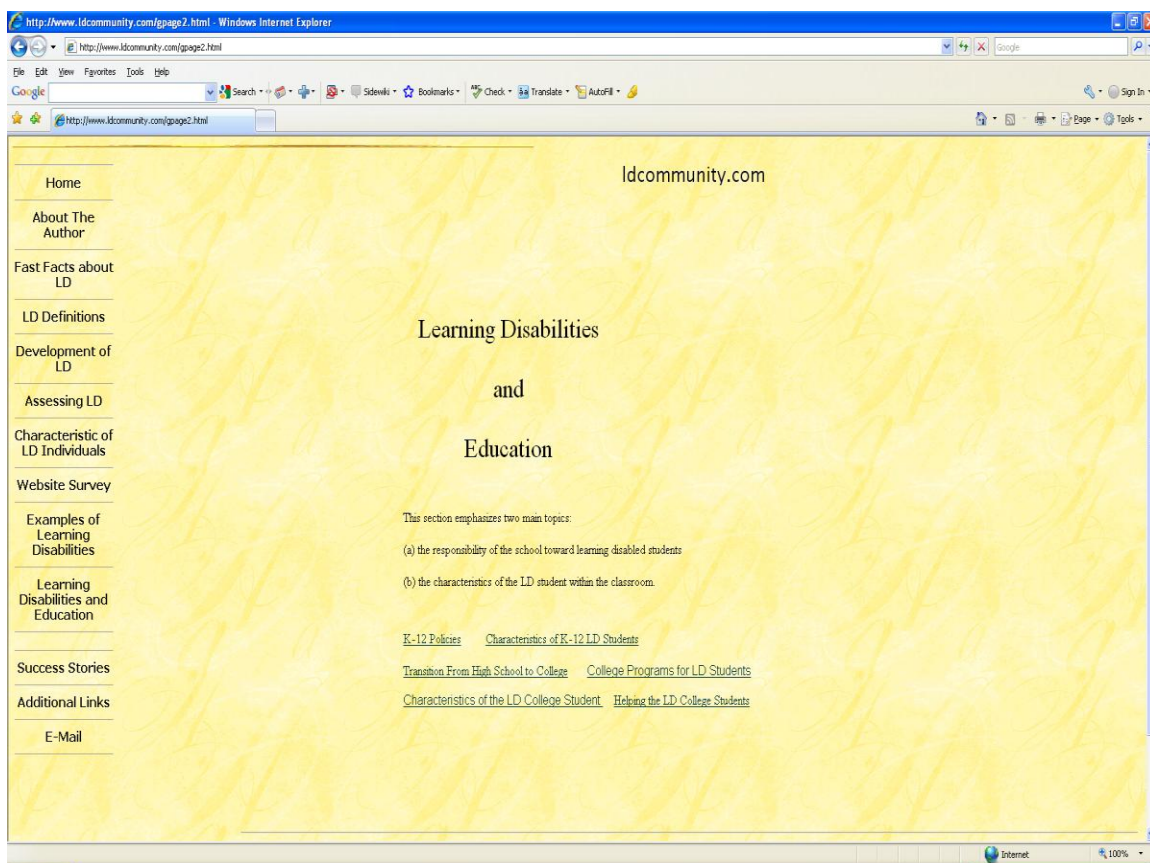 http://www.ldcommunity.com/gpage2.html - Windows Internet Explorer
http://www.ldcommunity.com/gpage2.html
Google
File Edit View Favorites Tools Help
Google Search Sidewiki Bookmarks Check Translate AutoFill Sign In
http://www.ldcommunity.com/gpage2.html Page Tools
ldcommunity.com
Home
About The
Author
Fast Facts about
LD
LD Definitions
Development of
LD
Assessing LD
Characteristic of
LD Individuals
Website Survey
Examples of
Learning
Disabilities
Learning
Disabilities and
Education
Success Stories
Additional Links
E-Mail
Learning Disabilities
and
Education
This section emphasizes two main topics:
(a) the responsibility of the school toward learning disabled students
(b) the characteristics of the LD student within the classroom.
K-12 Policies Characteristics of K-12 LD Students
Transition From High School to College College Programs for LD Students
Characteristics of the LD College Student Helping the LD College Students
Internet 100%